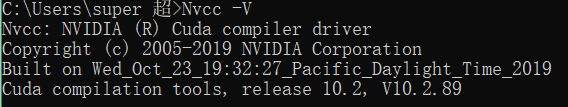 C:\Users\super 超>Nvcc -V
Nvcc: NVIDIA (R) Cuda compiler driver
Copyright (c) 2005-2019 NVIDIA Corporation
Built on Wed_Oct_23_19:32:27_Pacific_Daylight_Time_2019
Cuda compilation tools, release 10.2, V10.2.89